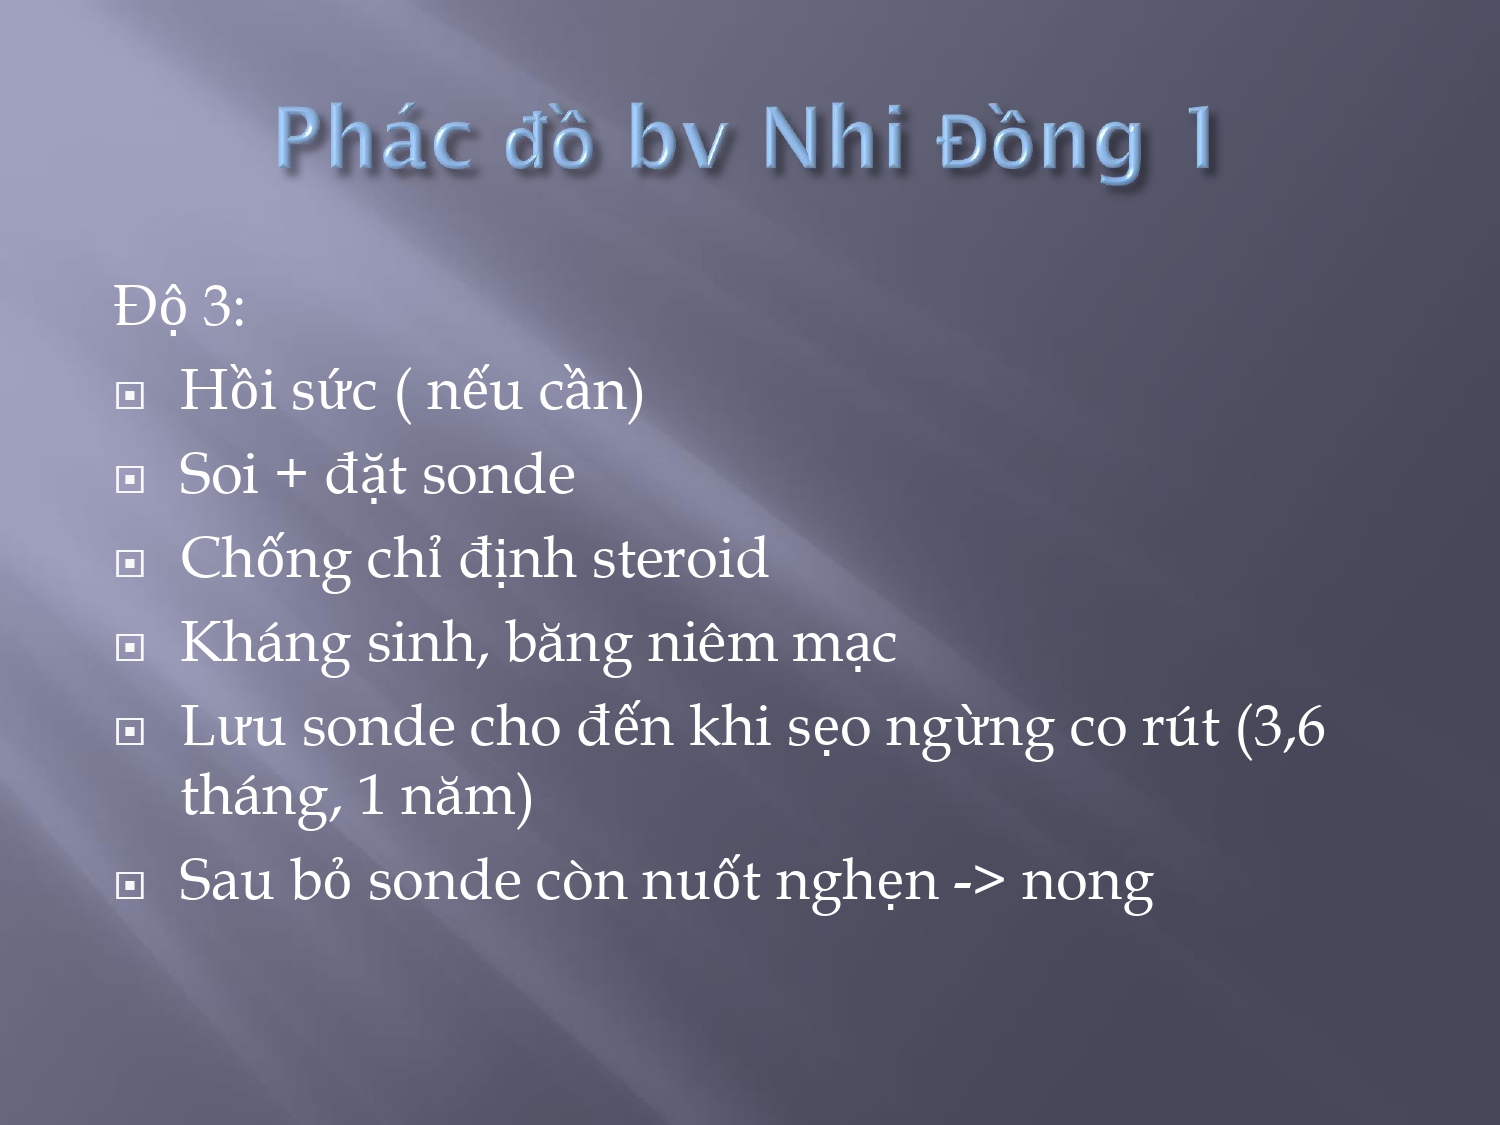 Phác đồ bv Nhi Đồng 1
Độ 3:
Hồi sức ( nếu cần)
Soi + đặt sonde
Chống chỉ định steroid
Kháng sinh, băng niêm mạc
Lưu sonde cho đến khi sẹo ngừng co rút (3,6
tháng, 1 năm)
Sau bỏ sonde còn nuốt nghẹn -> nong